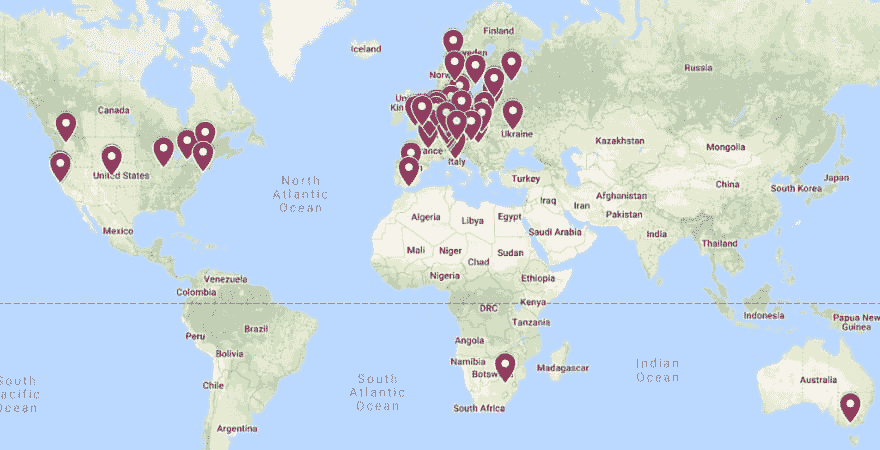 Finland
Iceland
Russia
Canada
Ukraine
Kazakhstan
Mongolia
Italy
United States
Turkey
China
Japan
South Korea
North
Atlantic
Ocean
Afghanistan
Iraq
Iran
Pakistan
Algeria
Libya
Egypt
Mexico
Saudi Arabia
India
Thailand
Mali
Niger
Sudan
Chad
Nigeria
Ethiopia
Venezuela
Colombia
DRC
Kenya
Indonesia
Papua New
Guinea
Tanzania
Brazil
Peru
Angola
Bolivia
Namibia
Madagascar
Indian
Ocean
Botsw
Chile
South
Atlantic
Ocean
Australia
South
acific
Ocean
South Africa
Argentina